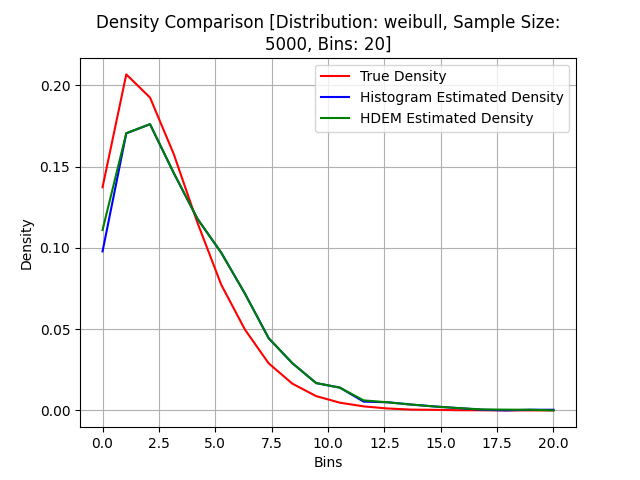 Density Comparison [Distribution: weibull, Sample Size:
5000, Bins: 20]
True Density
Histogram Estimated Density
HDEM Estimated Density
Density
0.20
0.15
0.10
0.05
0.00
0.0 2.5 5.0 7.5 10.0 12.5 15.0 17.5 20.0
Bins